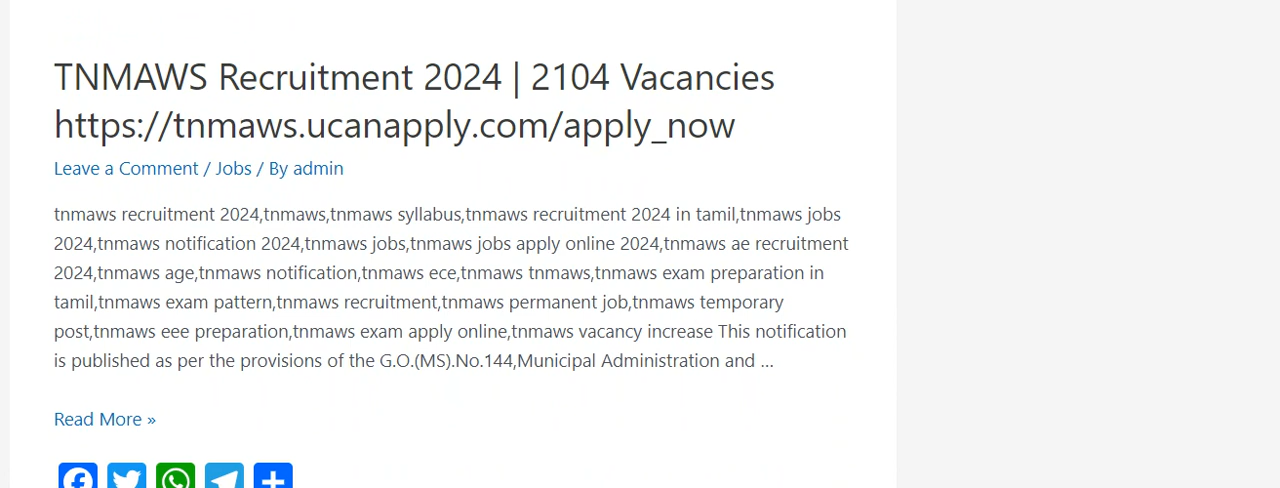 TNMAWS Recruitment 2024 | 2104 Vacancies
https://tnmaws.ucanapply.com/apply_now
Leave a Comment / Jobs / By admin
tnmaws recruitment 2024,tnmaws,tnmaws syllabus,tnmaws recruitment 2024 in tamil,tnmaws jobs
2024,tnmaws notification 2024,tnmaws jobs,tnmaws jobs apply online 2024,tnmaws ae recruitment
2024,tnmaws age,tnmaws notification,tnmaws ece,tnmaws tnmaws,tnmaws exam preparation in
tamil,tnmaws exam pattern,tnmaws recruitment,tnmaws permanent job,tnmaws temporary
post,tnmaws eee preparation,tnmaws exam apply online,tnmaws vacancy increase This notification
is published as per the provisions of the G.O.(MS).No.144,Municipal Administration and ...
Read More »